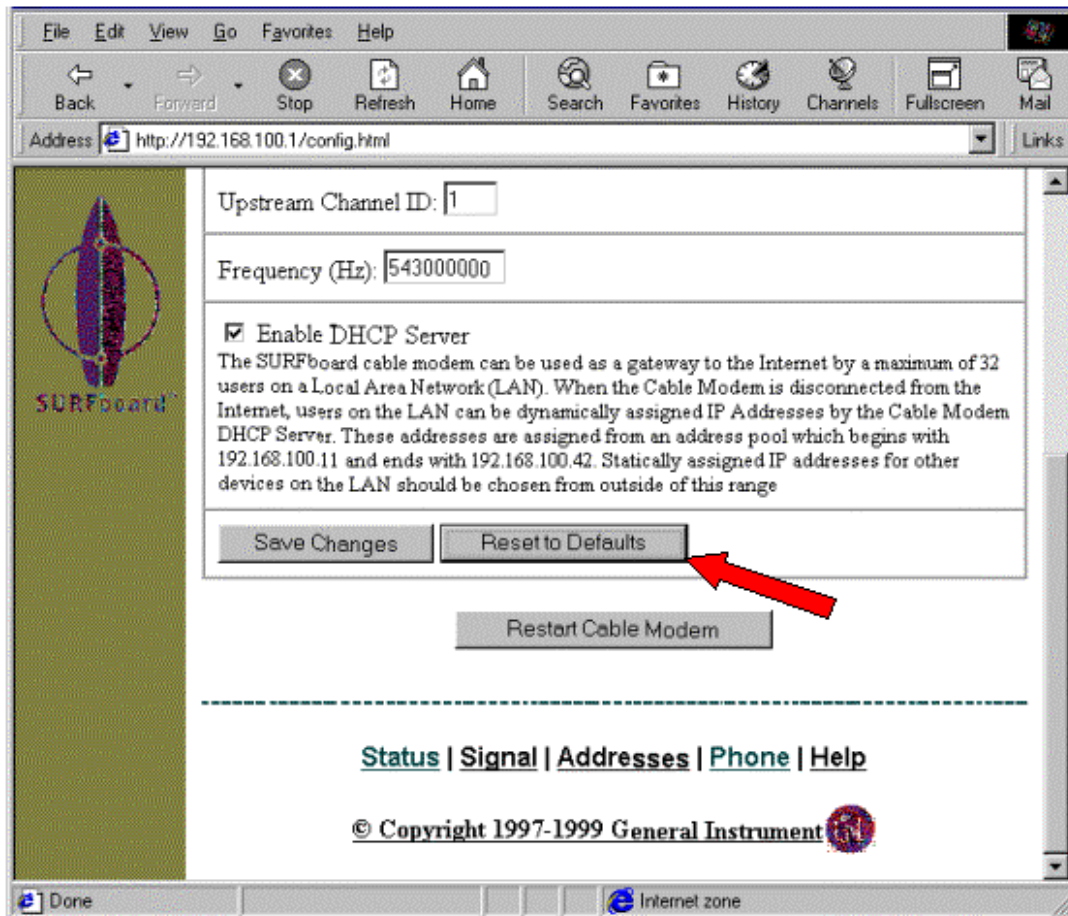 File Edit View Go Favorites Help
Back Forward Stop Refresh Home Search Favorites History Channels Fullscreen Mail
Address http://192.168.100.1/config.html Links
Upstream Channel ID: 1
Frequency (Hz): 543000000
Enable DHCP Server
The SURFboard cable modem can be used as a gateway to the Internet by a maximum of 32
users on a Local Area Network (LAN). When the Cable Modem is disconnected from the
Internet, users on the LAN can be dynamically assigned IP Addresses by the Cable Modem
DHCP Server. These addresses are assigned from an address pool which begins with
192.168.100.11 and ends with 192.168.100.42. Statically assigned IP addresses for other
devices on the LAN should be chosen from outside of this range
SURFboard™
Save Changes Reset to Defaults
Restart Cable Modem
Status | Signal | Addresses | Phone | Help
© Copyright 1997-1999 General Instrument
Done Internet zone